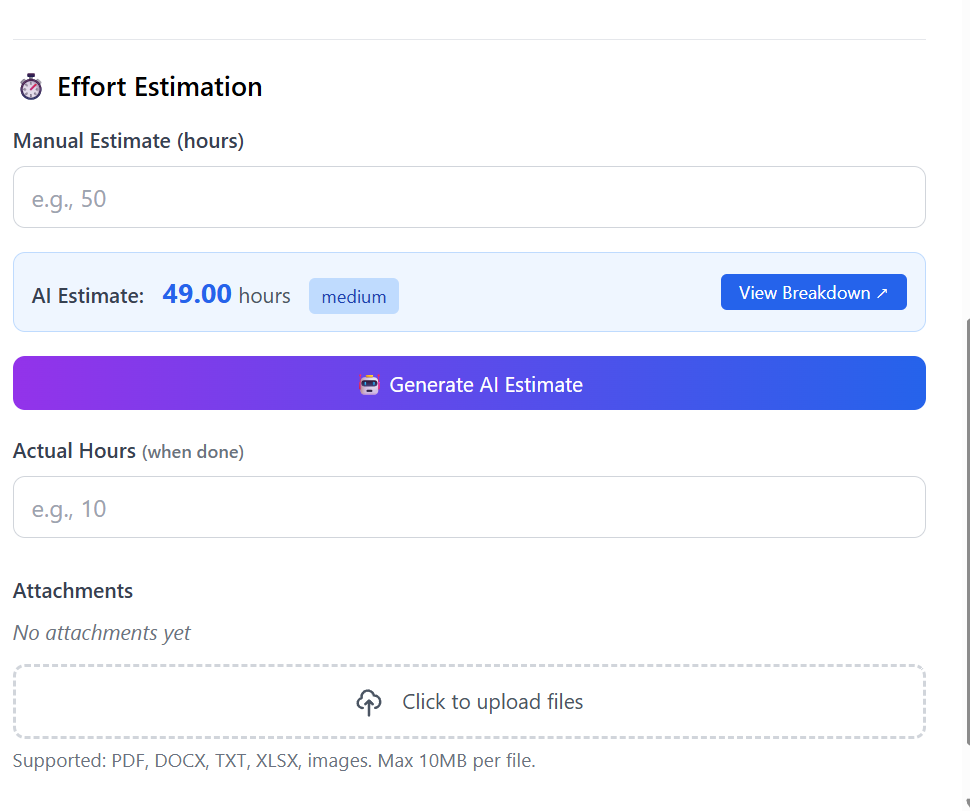 Effort Estimation
Manual Estimate (hours)
e.g., 50
AI Estimate: 49.00 hours medium View Breakdown ↗
Generate AI Estimate
Actual Hours (when done)
e.g., 10
Attachments
No attachments yet
Click to upload files
Supported: PDF, DOCX, TXT, XLSX, images. Max 10MB per file.